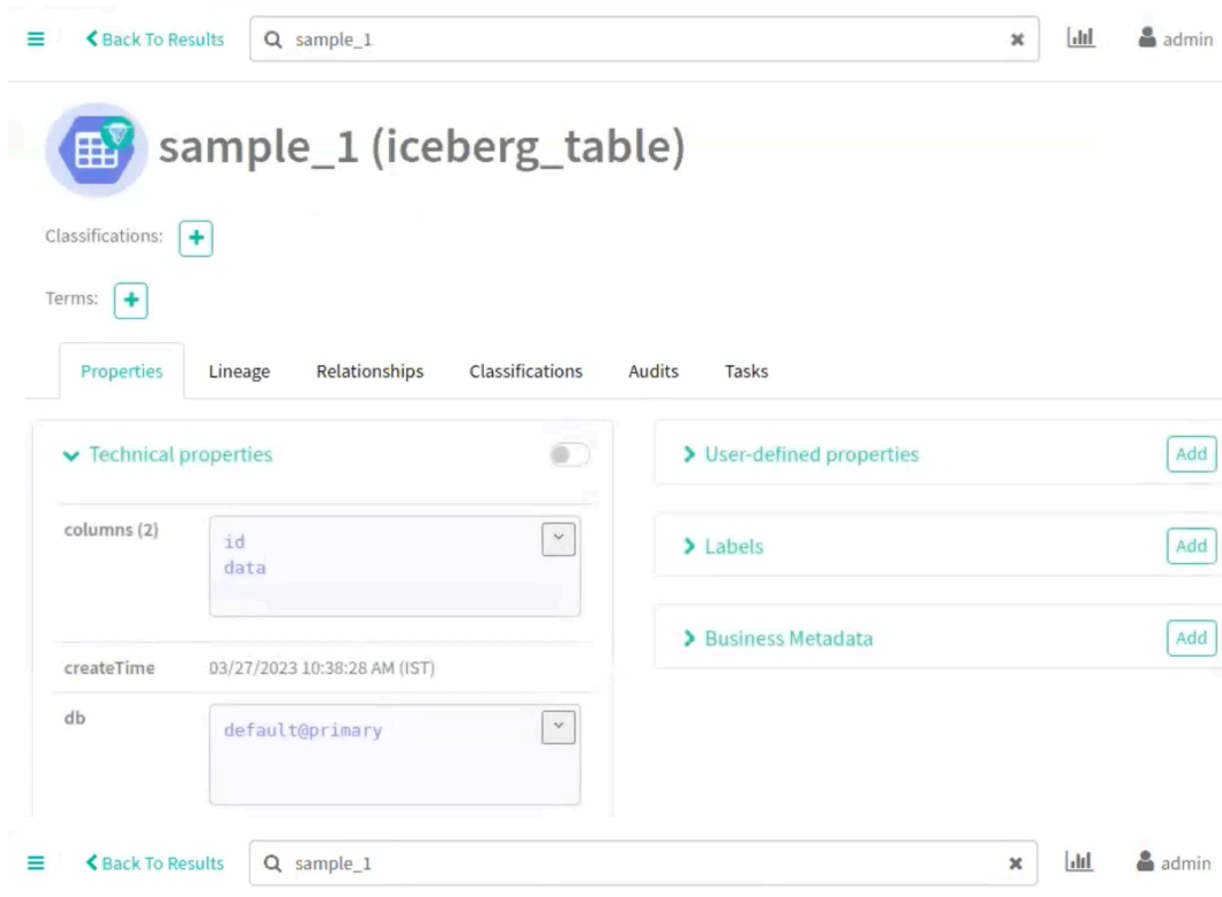 Back To Results sample_1 admin
sample_1 (iceberg_table)
Classifications:
Terms:
Properties Lineage Relationships Classifications Audits Tasks
Technical properties
columns (2)
id
data
createTime 03/27/2023 10:38:28 AM (IST)
db
default@primary
User-defined properties Add
Labels Add
Business Metadata Add
Back To Results sample_1 admin